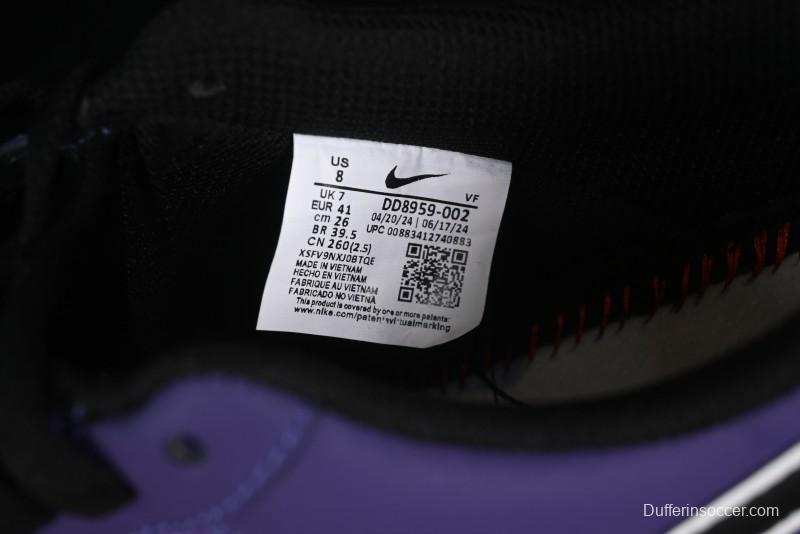 US
8
VF
UK 7
EUR 41
cm 26
BR 39.5
CN 260(2.5)
DD8959-002
04/20/24 | 06/17/24
UPC 00883412740883
XSFV9NXJ0BTQE
MADE IN VIETNAM
HECHO EN VIETNAM
FABRIQUE AU VIETNAM
FABRICADO NO VIETNA
This product is covered by one or more patents:
www.nike.com/patentvirtualmarking
Dufferinsoccer.com